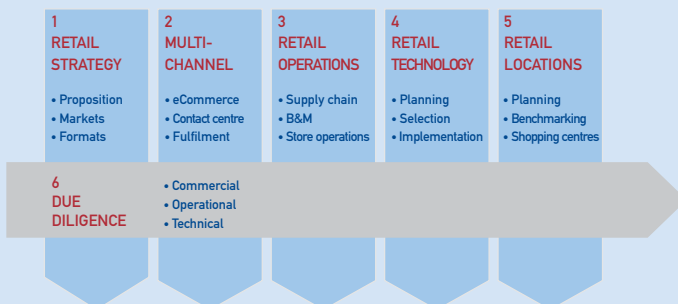 1
RETAIL
STRATEGY
• Proposition
• Markets
• Formats
2
MULTI-
CHANNEL
• eCommerce
• Contact centre
• Fulfilment
3
RETAIL
OPERATIONS
• Supply chain
• B&M
• Store operations
4
RETAIL
TECHNOLOGY
• Planning
• Selection
• Implementation
5
RETAIL
LOCATIONS
• Planning
• Benchmarking
• Shopping centres
6
DUE
DILIGENCE
• Commercial
• Operational
• Technical